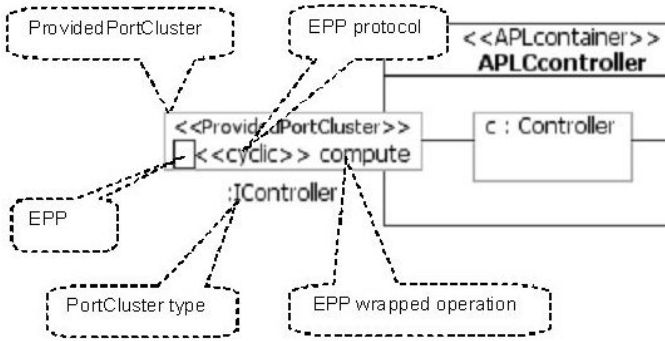 ProvidedPortCluster
EPP protocol
<<APLcontainer>>
APLCcontroller
<<ProvidedPortCluster>>
<<cyclic>> compute
c : Controller
:IController
EPP
PortCluster type
EPP wrapped operation